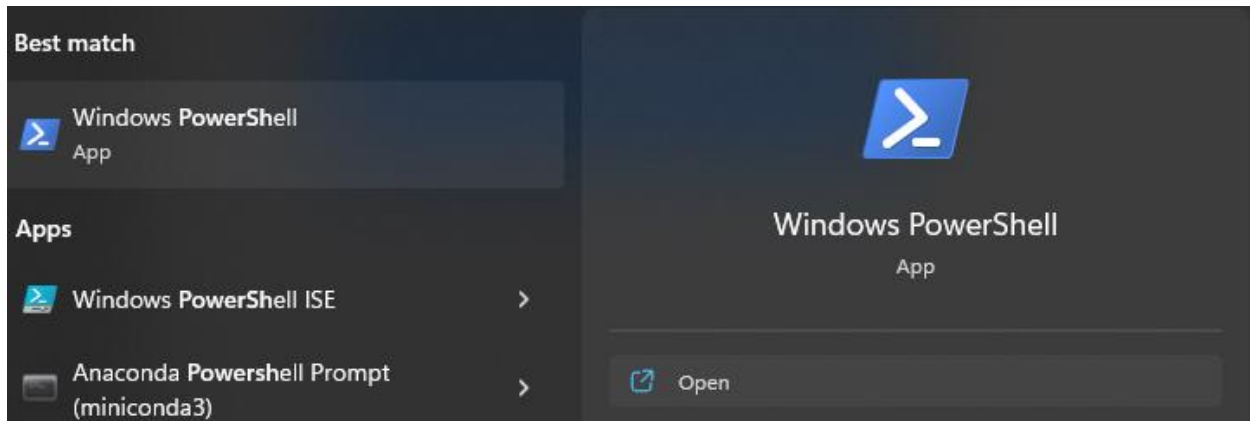 Best match
Windows PowerShell
App
Apps
Windows PowerShell ISE
Anaconda Powershell Prompt
(miniconda3)
Windows PowerShell
App
Open